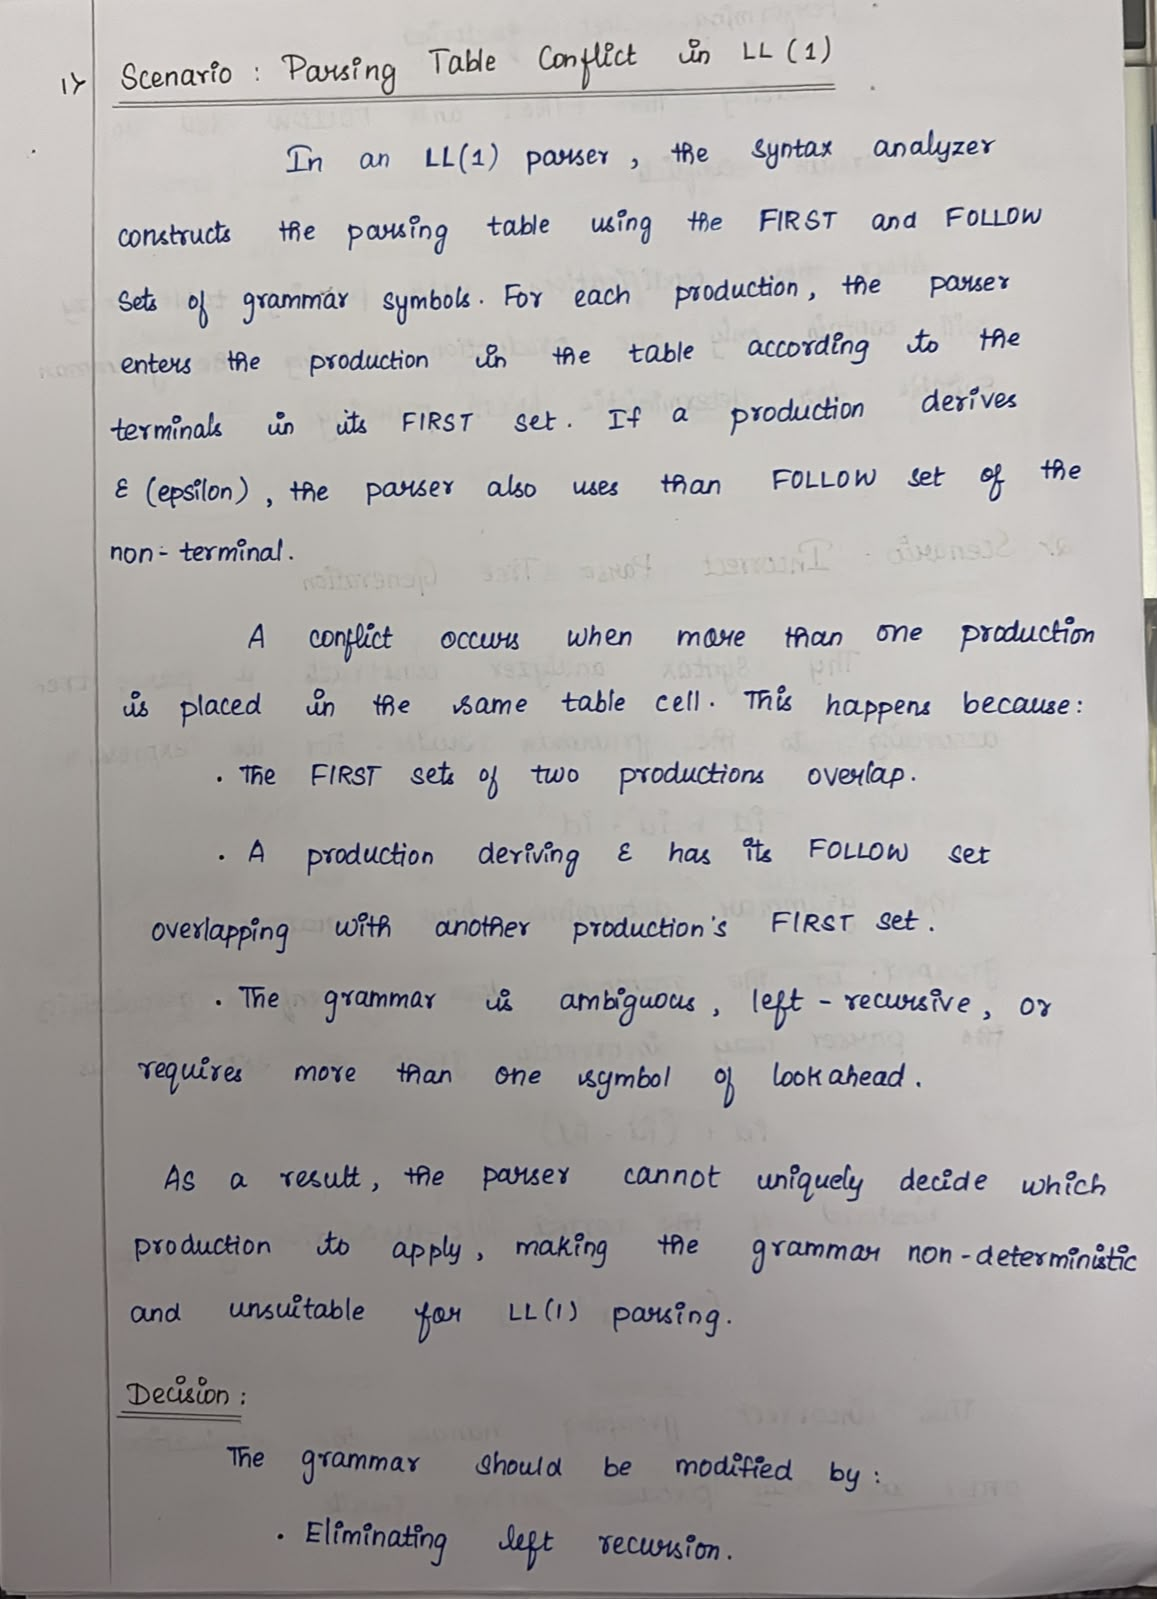 1> Scenario : Parsing Table Conflict in LL (1)
In an LL(1) parser, the syntax analyzer
constructs the parsing table using the FIRST and FOLLOW
Sets of grammar symbols. For each production, the parser
enters the production in the table according to the
terminals in its FIRST set. If a production derives
ε (epsilon), the parser also uses than FOLLOW set of the
non-terminal.
A conflict occurs when more than one production
is placed in the same table cell. This happens because:
• The FIRST sets of two productions overlap.
• A production deriving ε has its FOLLOW set
overlapping with another production's FIRST set.
• The grammar is ambiguous, left-recursive, or
requires more than one symbol of lookahead.
As a result, the parser cannot uniquely decide which
production to apply, making the grammar non-deterministic
and unsuitable for LL(1) parsing.
Decision:
The grammar should be modified by:
• Eliminating left recursion.